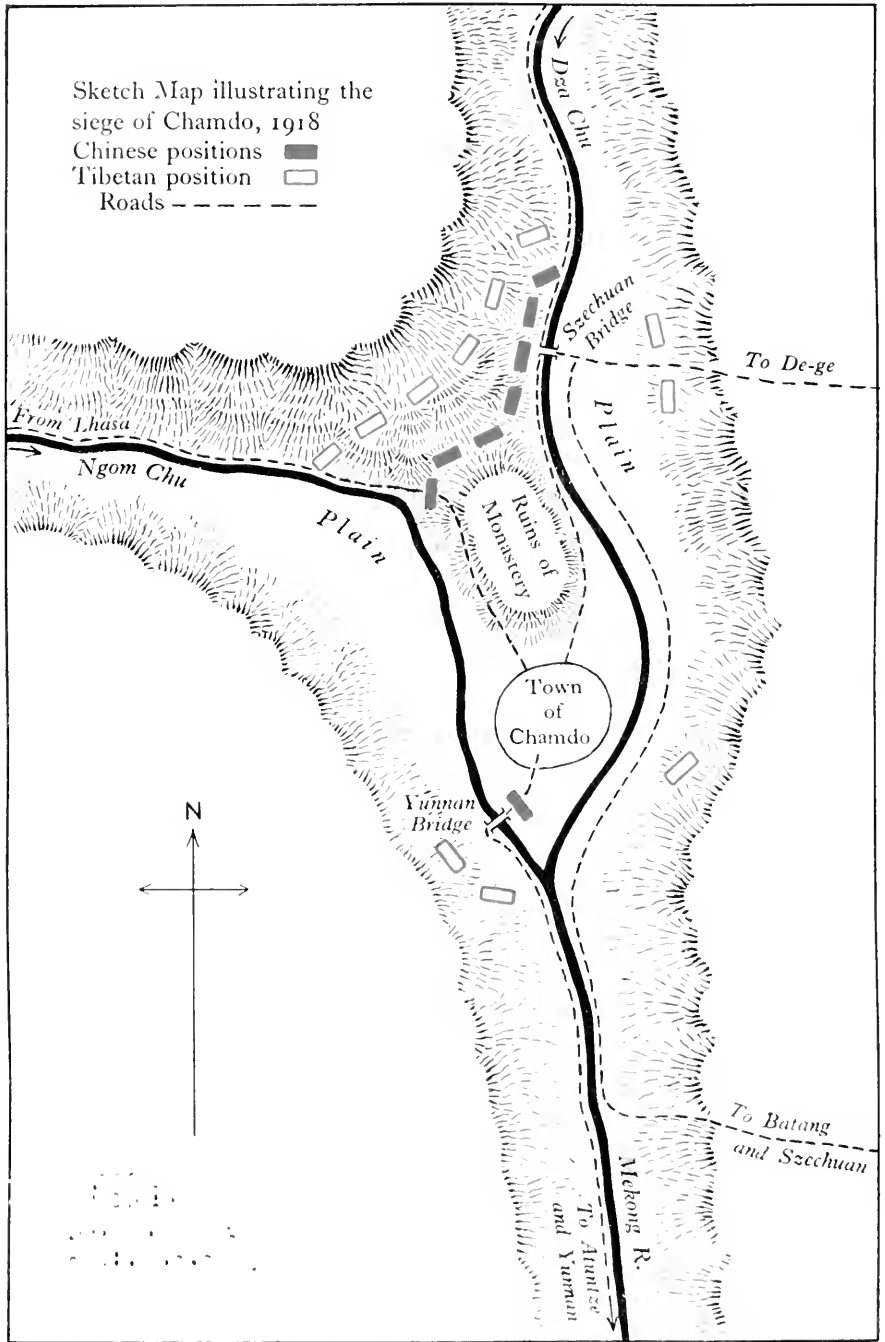 Sketch Map illustrating the
siege of Chamdo, 1918
Chinese positions
Tibetan position
Roads
Dza Chu
Szechuan
Bridge
To De-ge
From Lhasa
Ngom Chu
Plain
Plain
Ruins of
Monastery
Town
of
Chamdo
Yunnan
Bridge
N
To Batang
and Szechuan
Mekong R.
To Atuntze
and Yunnan